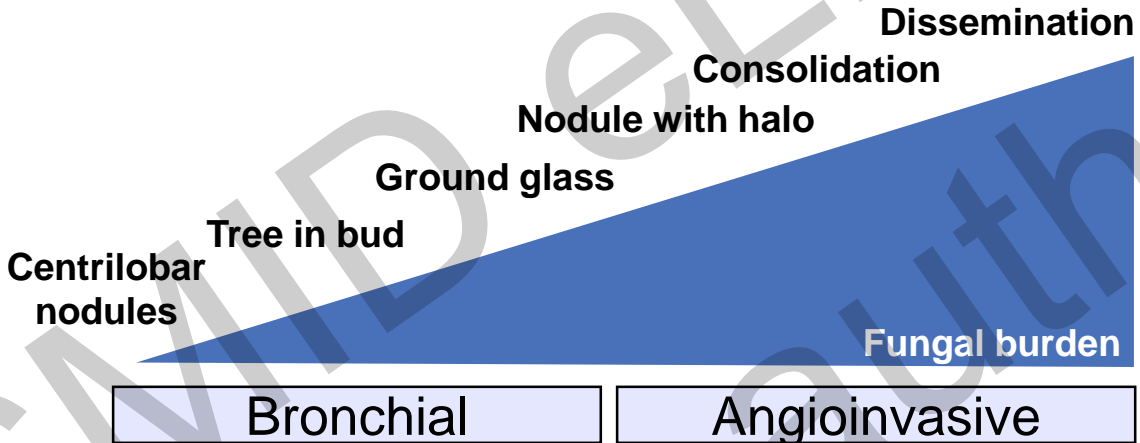 Dissemination
Consolidation
Nodule with halo
Ground glass
Tree in bud
Centrilobar
nodules
Fungal burden
Bronchial
Angioinvasive